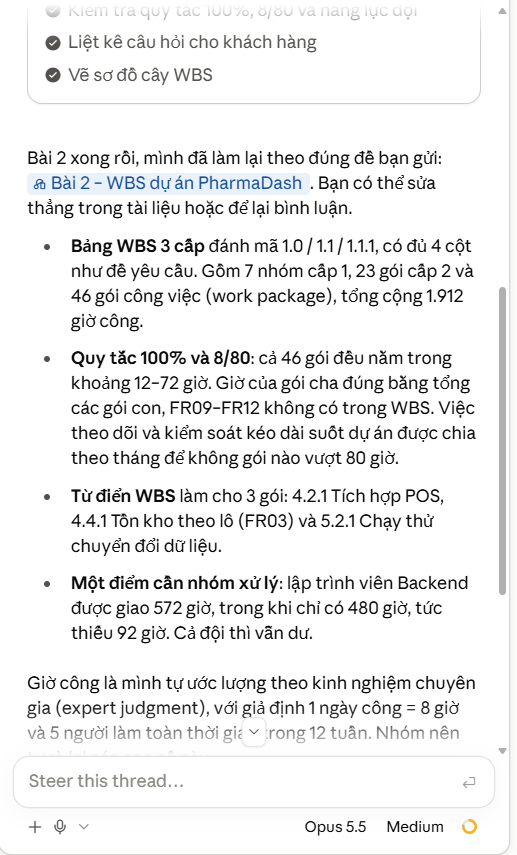 Kiểm tra quy tắc 100%, 8/80 và năng lực đội
Liệt kê câu hỏi cho khách hàng
Vẽ sơ đồ cây WBS
Bài 2 xong rồi, mình đã làm lại theo đúng đề bạn gửi:
Bài 2 – WBS dự án PharmaDash . Bạn có thể sửa
thẳng trong tài liệu hoặc để lại bình luận.
Bảng WBS 3 cấp đánh mã 1.0 / 1.1 / 1.1.1, có đủ 4 cột
như đề yêu cầu. Gồm 7 nhóm cấp 1, 23 gói cấp 2 và
46 gói công việc (work package), tổng cộng 1.912
giờ công.
Quy tắc 100% và 8/80: cả 46 gói đều nằm trong
khoảng 12–72 giờ. Giờ của gói cha đúng bằng tổng
các gói con, FR09–FR12 không có trong WBS. Việc
theo dõi và kiểm soát kéo dài suốt dự án được chia
theo tháng để không gói nào vượt 80 giờ.
Từ điển WBS làm cho 3 gói: 4.2.1 Tích hợp POS,
4.4.1 Tồn kho theo lô (FR03) và 5.2.1 Chạy thử
chuyển đổi dữ liệu.
Một điểm cần nhóm xử lý: lập trình viên Backend
được giao 572 giờ, trong khi chỉ có 480 giờ, tức
thiếu 92 giờ. Cả đội thì vẫn dư.
Giờ công là mình tự ước lượng theo kinh nghiệm chuyên
gia (expert judgment), với giả định 1 ngày công = 8 giờ
và 5 người làm toàn thời gian trong 12 tuần. Nhóm nên
Steer this thread...
Opus 5.5 Medium